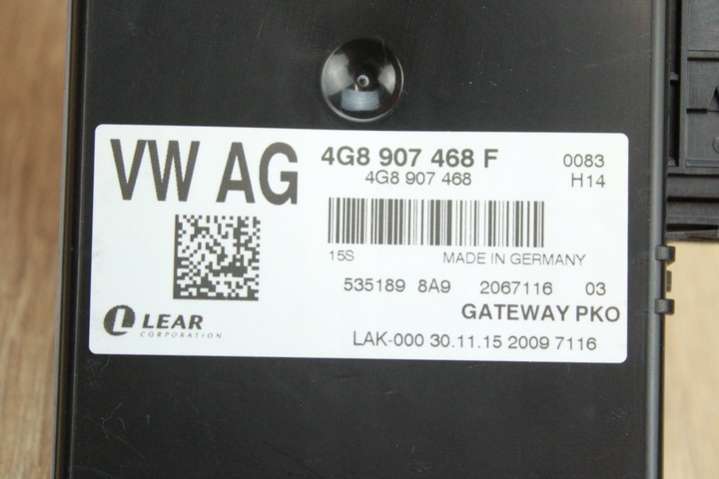 VW AG
4G8 907 468 F 0083
4G8 907 468 H14
15S MADE IN GERMANY
535189 8A9 2067116 03
GATEWAY PKO
LEAR
CORPORATION
LAK-000 30.11.15 2009 7116